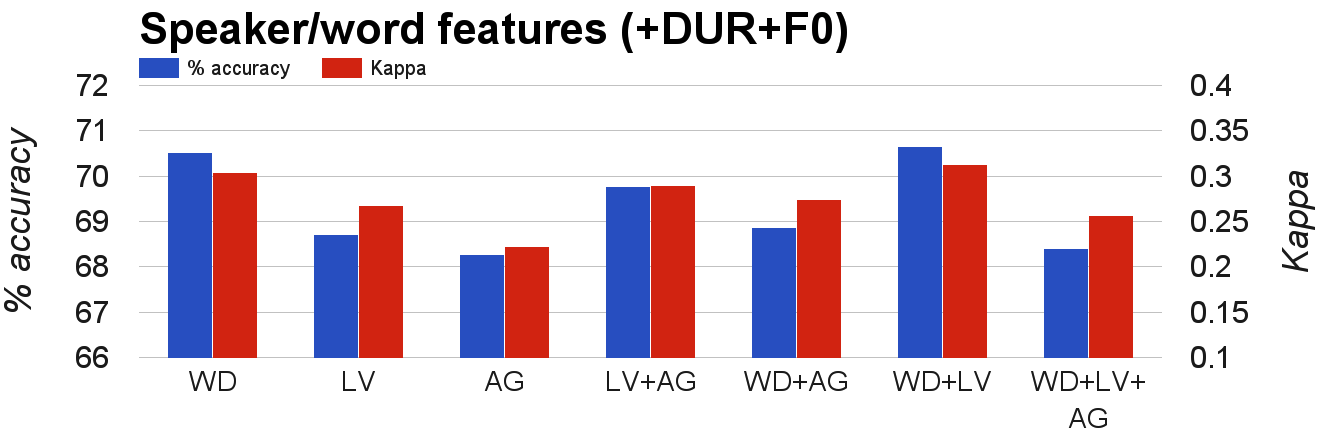 Speaker/word features (+DUR+F0)
% accuracy Kappa
72 0.4
71 0.35
70 0.3
69 0.25
68 0.2
67 0.15
66 0.1
% accuracy
Kappa
WD LV AG LV+AG WD+AG WD+LV WD+LV+
AG